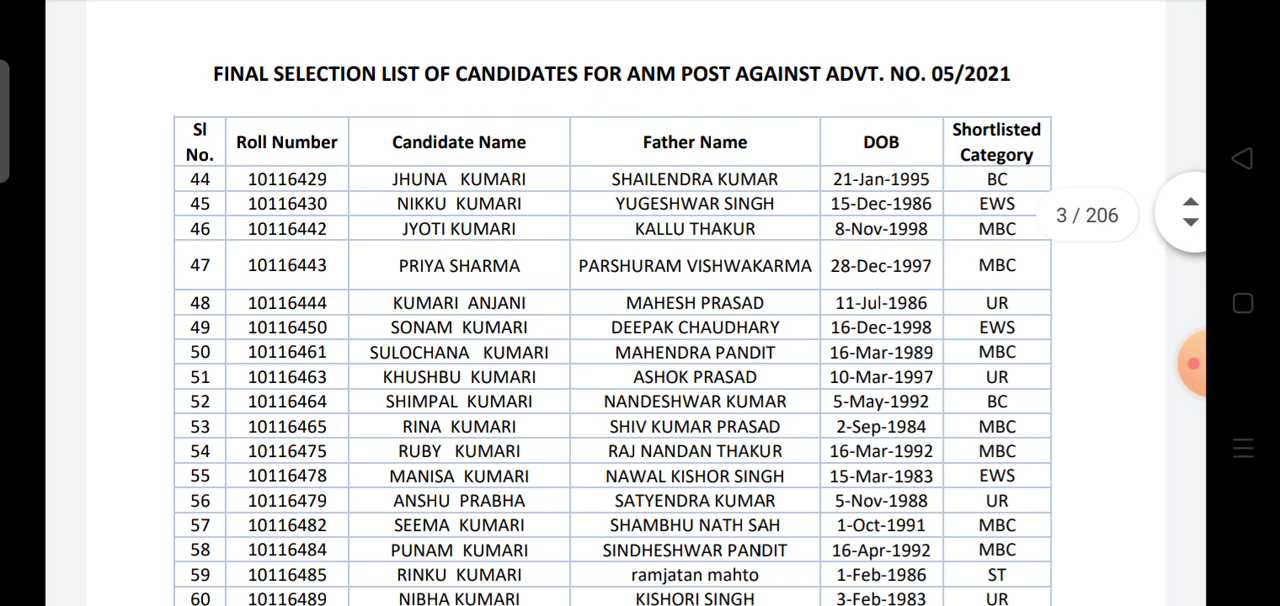 FINAL SELECTION LIST OF CANDIDATES FOR ANM POST AGAINST ADVT. NO. 05/2021
Sl No. Roll Number Candidate Name Father Name DOB Shortlisted Category
44 10116429 JHUNA KUMARI SHAILENDRA KUMAR 21-Jan-1995 BC
45 10116430 NIKKU KUMARI YUGESHWAR SINGH 15-Dec-1986 EWS
3 / 206
46 10116442 JYOTI KUMARI KALLU THAKUR 8-Nov-1998 MBC
47 10116443 PRIYA SHARMA PARSHURAM VISHWAKARMA 28-Dec-1997 MBC
48 10116444 KUMARI ANJANI MAHESH PRASAD 11-Jul-1986 UR
49 10116450 SONAM KUMARI DEEPAK CHAUDHARY 16-Dec-1998 EWS
50 10116461 SULOCHANA KUMARI MAHENDRA PANDIT 16-Mar-1989 MBC
51 10116463 KHUSHBU KUMARI ASHOK PRASAD 10-Mar-1997 UR
52 10116464 SHIMPAL KUMARI NANDESHWAR KUMAR 5-May-1992 BC
53 10116465 RINA KUMARI SHIV KUMAR PRASAD 2-Sep-1984 MBC
54 10116475 RUBY KUMARI RAJ NANDAN THAKUR 16-Mar-1992 MBC
55 10116478 MANISA KUMARI NAWAL KISHOR SINGH 15-Mar-1983 EWS
56 10116479 ANSHU PRABHA SATYENDRA KUMAR 5-Nov-1988 UR
57 10116482 SEEMA KUMARI SHAMBHU NATH SAH 1-Oct-1991 MBC
58 10116484 PUNAM KUMARI SINDHESHWAR PANDIT 16-Apr-1992 MBC
59 10116485 RINKU KUMARI ramjatan mahto 1-Feb-1986 ST
60 10116489 NIBHA KUMARI KISHORI SINGH 3-Feb-1983 UR